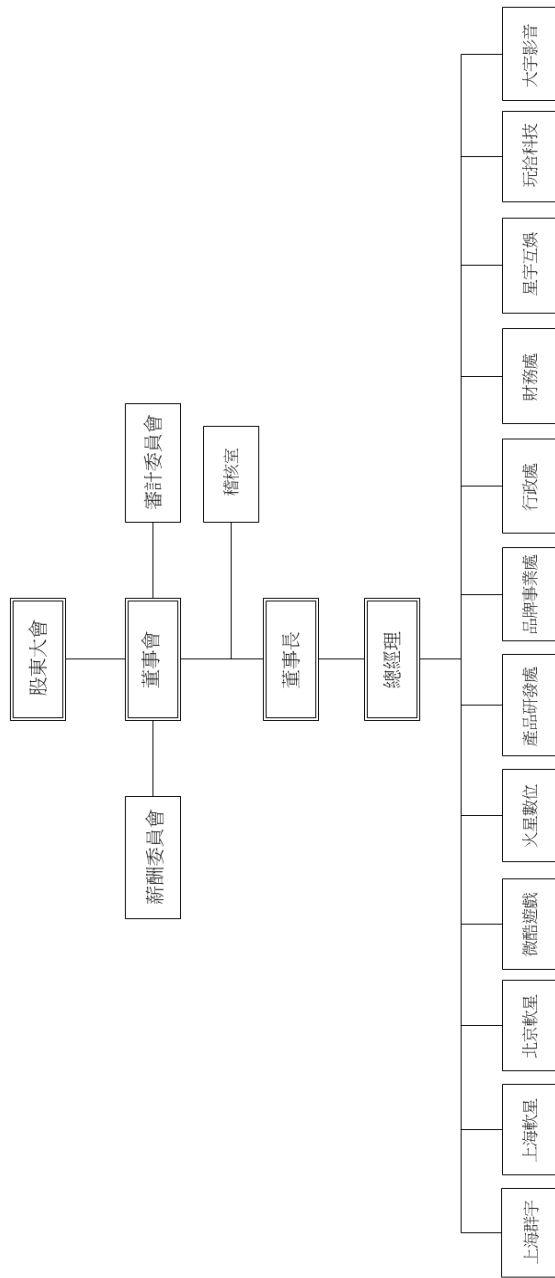 股東大會
薪酬委員會
董事會
審計委員會
稽核室
董事長
總經理
上海群宇
上海軟星
北京軟星
微酷遊戲
火星數位
產品研發處
品牌事業處
行政處
財務處
星宇互娛
玩拾科技
大宇影音